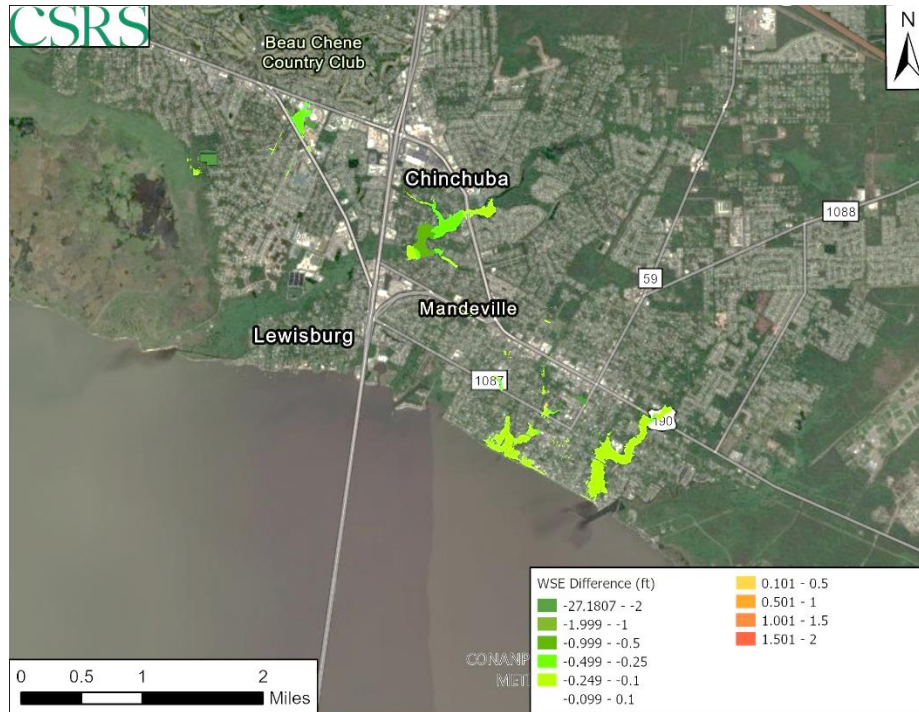 CSRS
Beau Chene
Country Club
N
Chinchuba
1088
59
Mandeville
Lewisburg
1087
190
WSE Difference (ft)
-27.1807 - -2
-1.999 - -1
-0.999 - -0.5
-0.499 - -0.25
-0.249 - -0.1
-0.099 - 0.1
0.101 - 0.5
0.501 - 1
1.001 - 1.5
1.501 - 2
CONANP
0 0.5 1 2
Miles